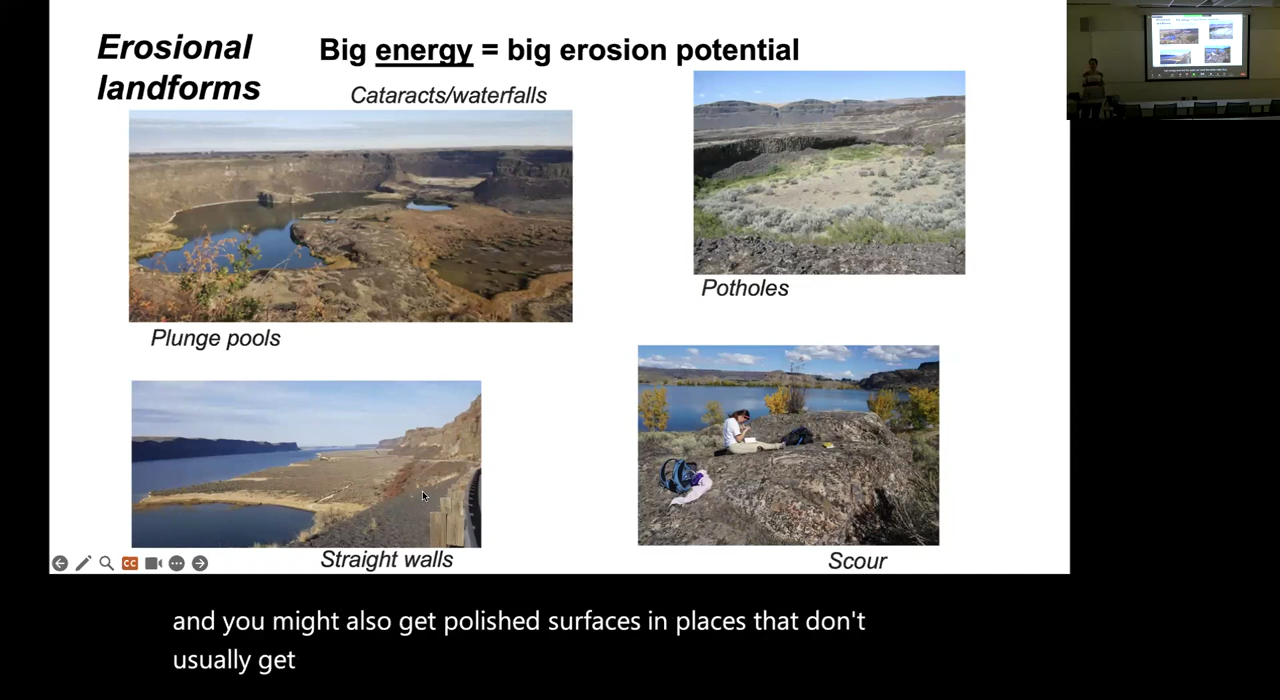 Erosional
landforms
Big energy = big erosion potential
Cataracts/waterfalls
Plunge pools
Potholes
Straight walls
Scour
CC
and you might also get polished surfaces in places that don't
usually get